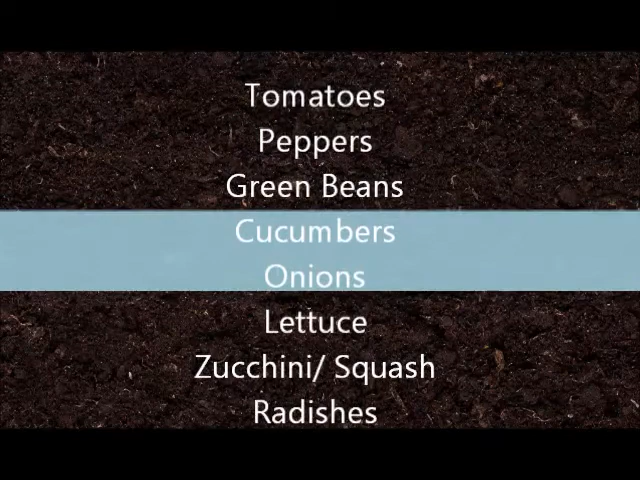 Tomatoes
Peppers
Green Beans
Cucumbers
Onions
Lettuce
Zucchini/ Squash
Radishes